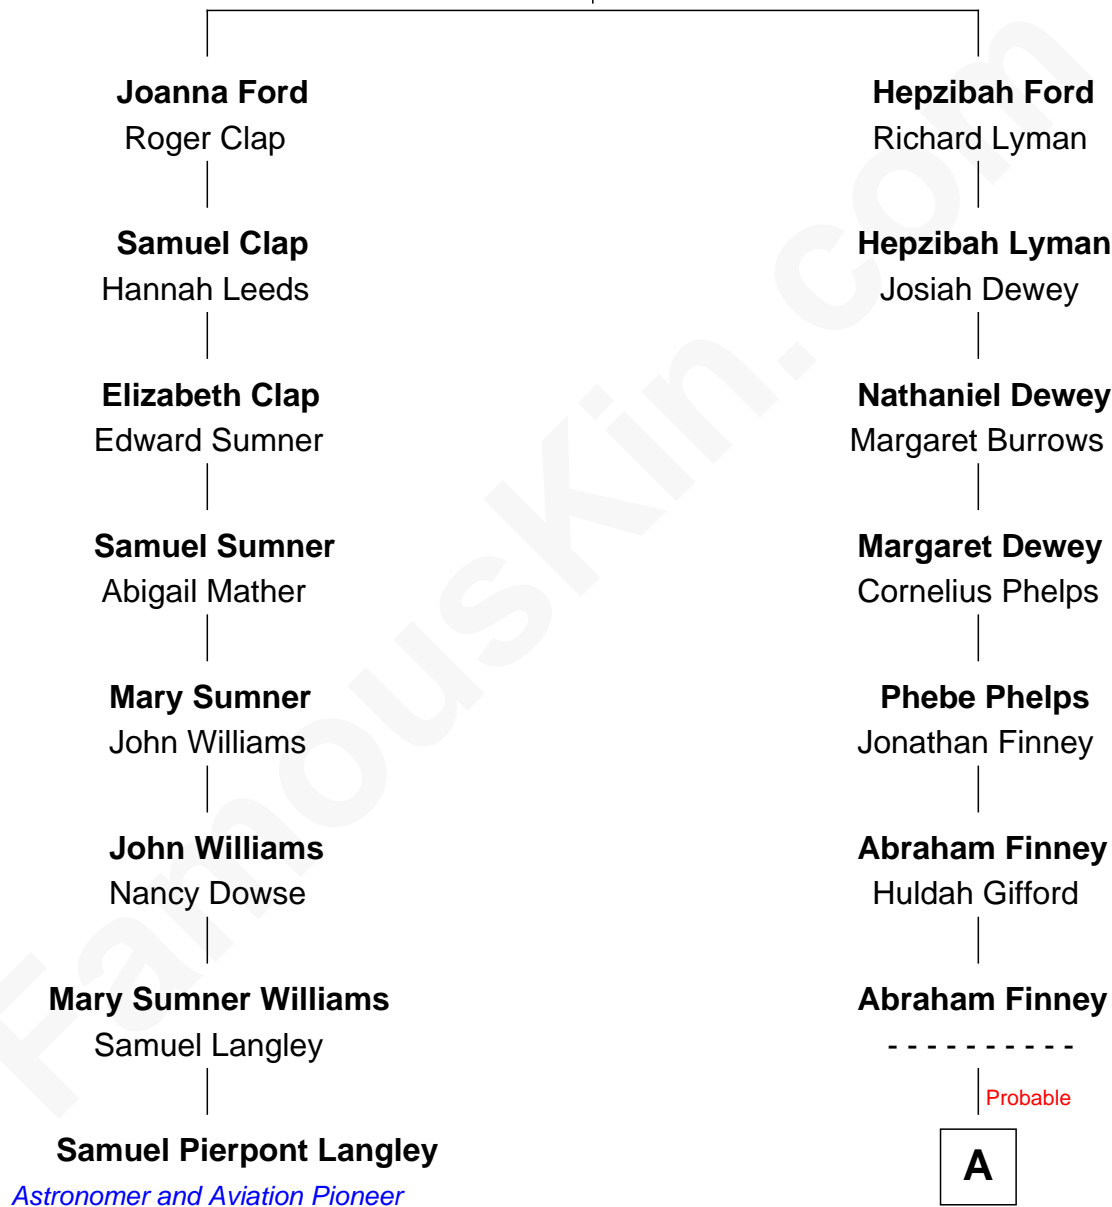 Joanna Ford
Roger Clap
Samuel Clap
Hannah Leeds
Elizabeth Clap
Edward Sumner
Samuel Sumner
Abigail Mather
Mary Sumner
John Williams
John Williams
Nancy Dowse
Mary Sumner Williams
Samuel Langley
Samuel Pierpont Langley
Astronomer and Aviation Pioneer
Hepzibah Ford
Richard Lyman
Hepzibah Lyman
Josiah Dewey
Nathaniel Dewey
Margaret Burrows
Margaret Dewey
Cornelius Phelps
Phebe Phelps
Jonathan Finney
Abraham Finney
Huldah Gifford
Abraham Finney
- - - - - - - - - -
Probable
A
FamousKin.com